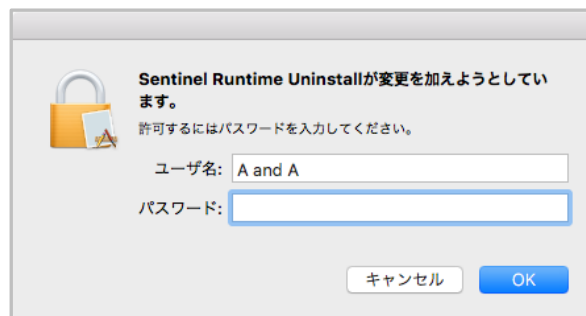 Sentinel Runtime Uninstallが変更を加えようとしてい
ます。
許可するにはパスワードを入力してください。
ユーザ名: A and A
パスワード:
キャンセル OK